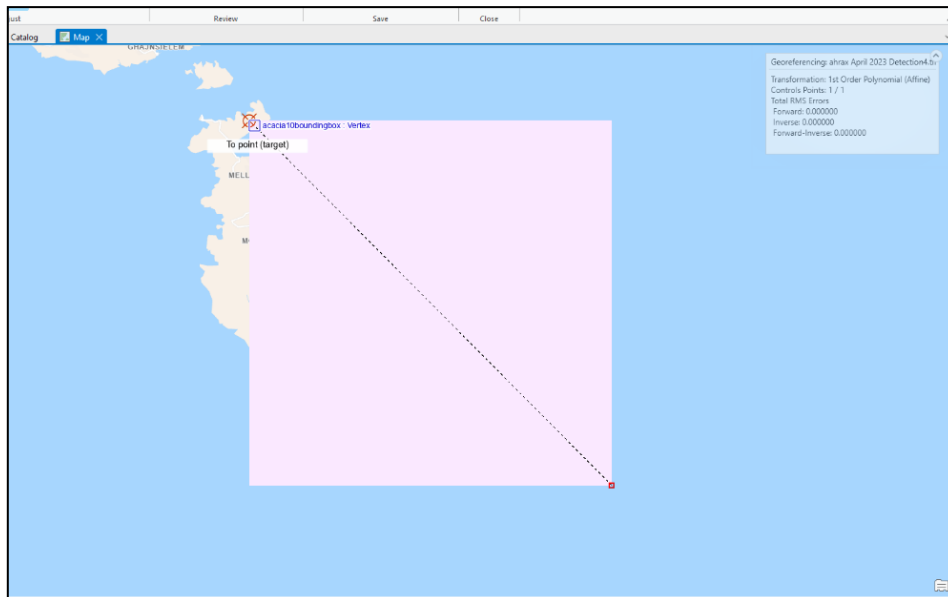 Review Save Close
Catalog Map
GHAJNSIELEM
Georeferencing: ahrax April 2023 Detection4.
Transformation: 1st Order Polynomial (Affine)
Controls Points: 1 / 1
Total RMS Errors
Forward: 0.000000
Inverse: 0.000000
Forward-Inverse: 0.000000
acacia10boundingbox : Vertex
To point (target)
MELL
M